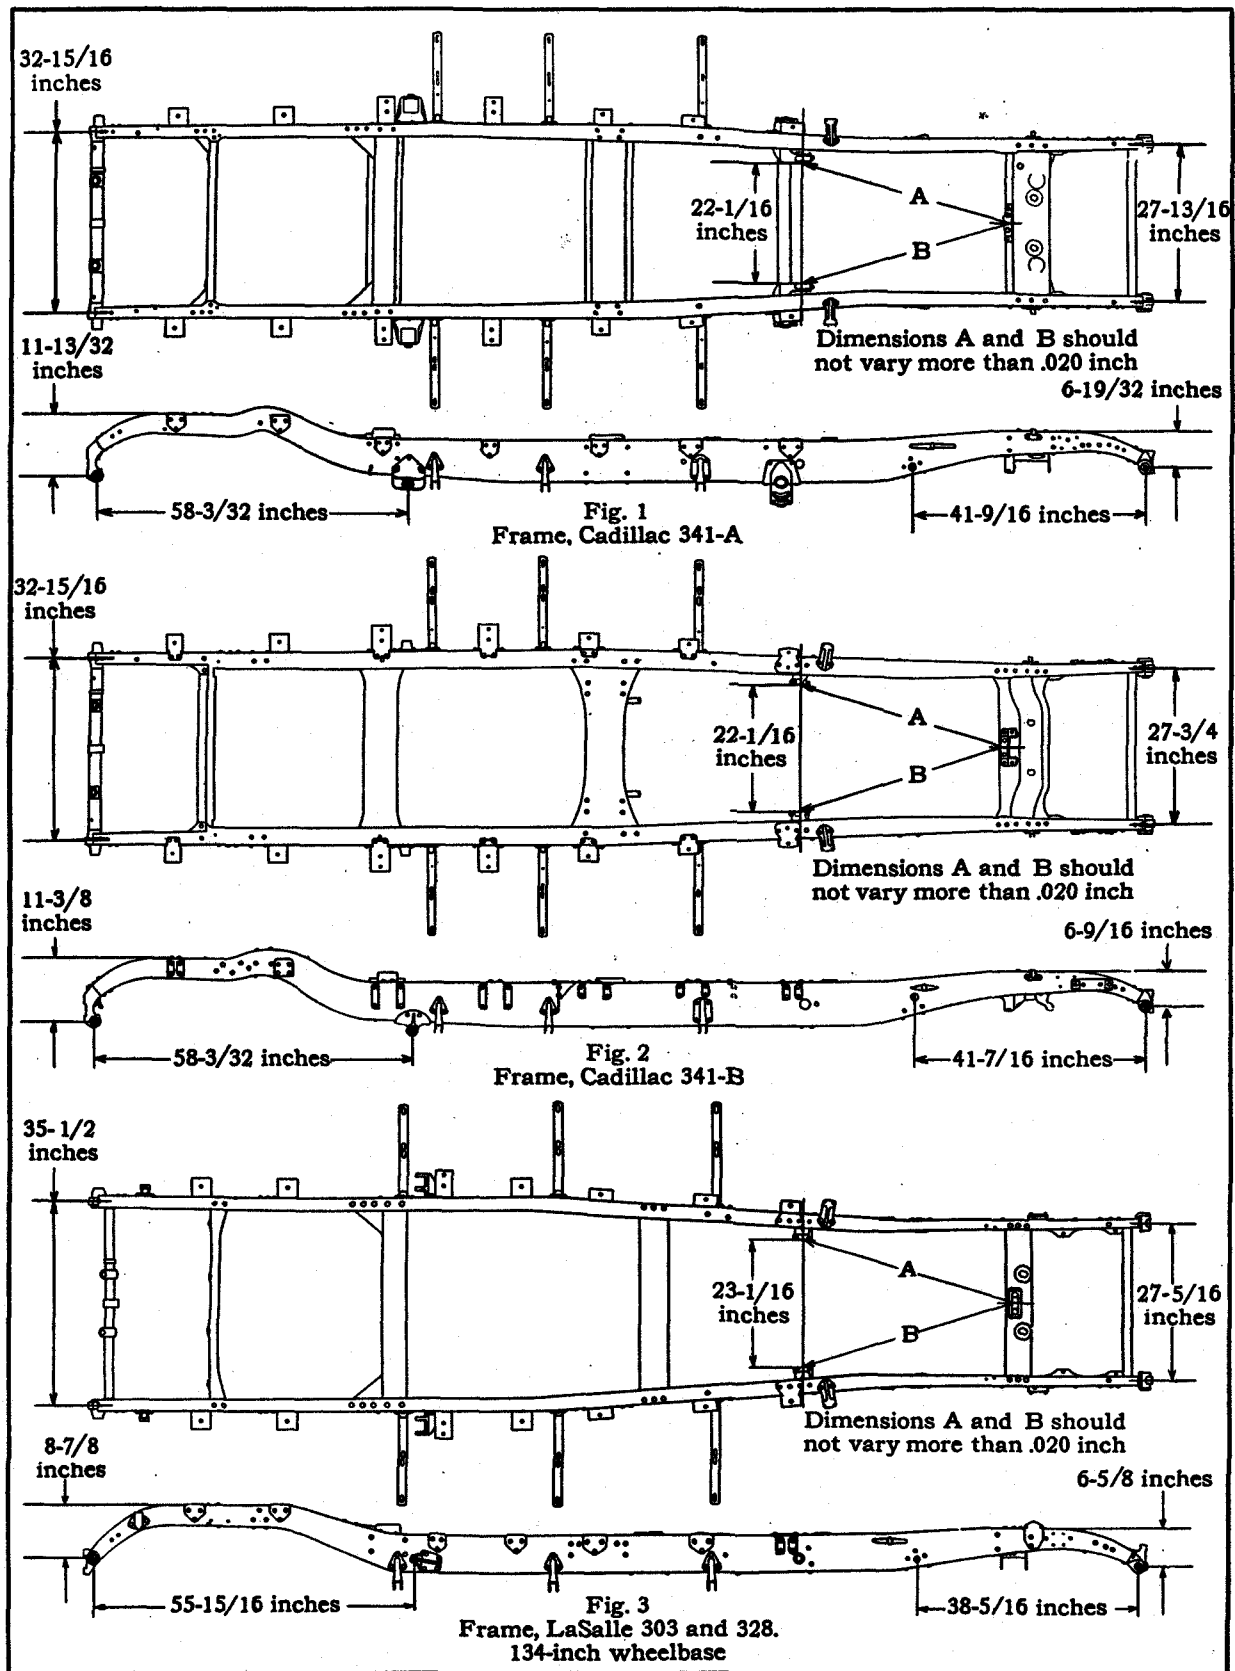 32-15/16
inches
22-1/16
inches
A
B
27-13/16
inches
Dimensions A and B should
not vary more than .020 inch
11-13/32
inches
6-19/32 inches
58-3/32 inches
41-9/16 inches
Fig. 1
Frame, Cadillac 341-A
32-15/16
inches
22-1/16
inches
A
B
27-3/4
inches
Dimensions A and B should
not vary more than .020 inch
11-3/8
inches
6-9/16 inches
58-3/32 inches
41-7/16 inches
Fig. 2
Frame, Cadillac 341-B
35-1/2
inches
23-1/16
inches
A
B
27-5/16
inches
Dimensions A and B should
not vary more than .020 inch
8-7/8
inches
6-5/8 inches
55-15/16 inches
38-5/16 inches
Fig. 3
Frame, LaSalle 303 and 328.
134-inch wheelbase